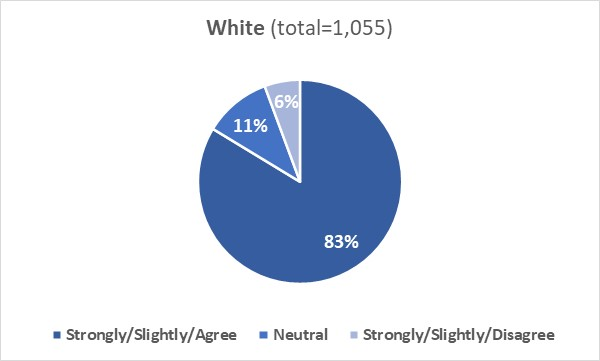 White (total=1,055)
6%
11%
83%
Strongly/Slightly/Agree Neutral Strongly/Slightly/Disagree